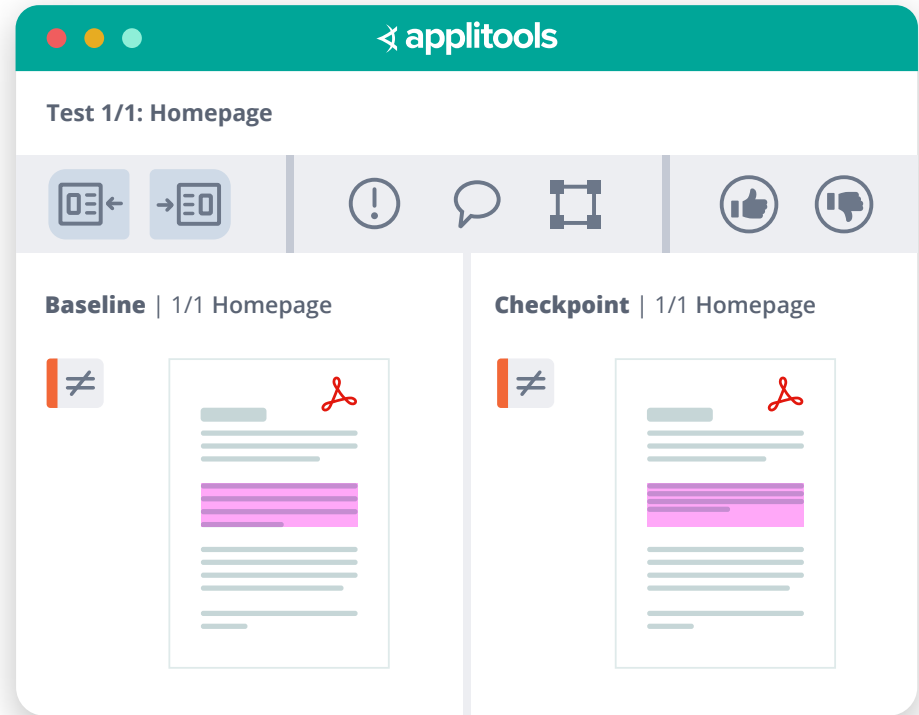 applitools
Test 1/1: Homepage
Baseline | 1/1 Homepage
Checkpoint | 1/1 Homepage